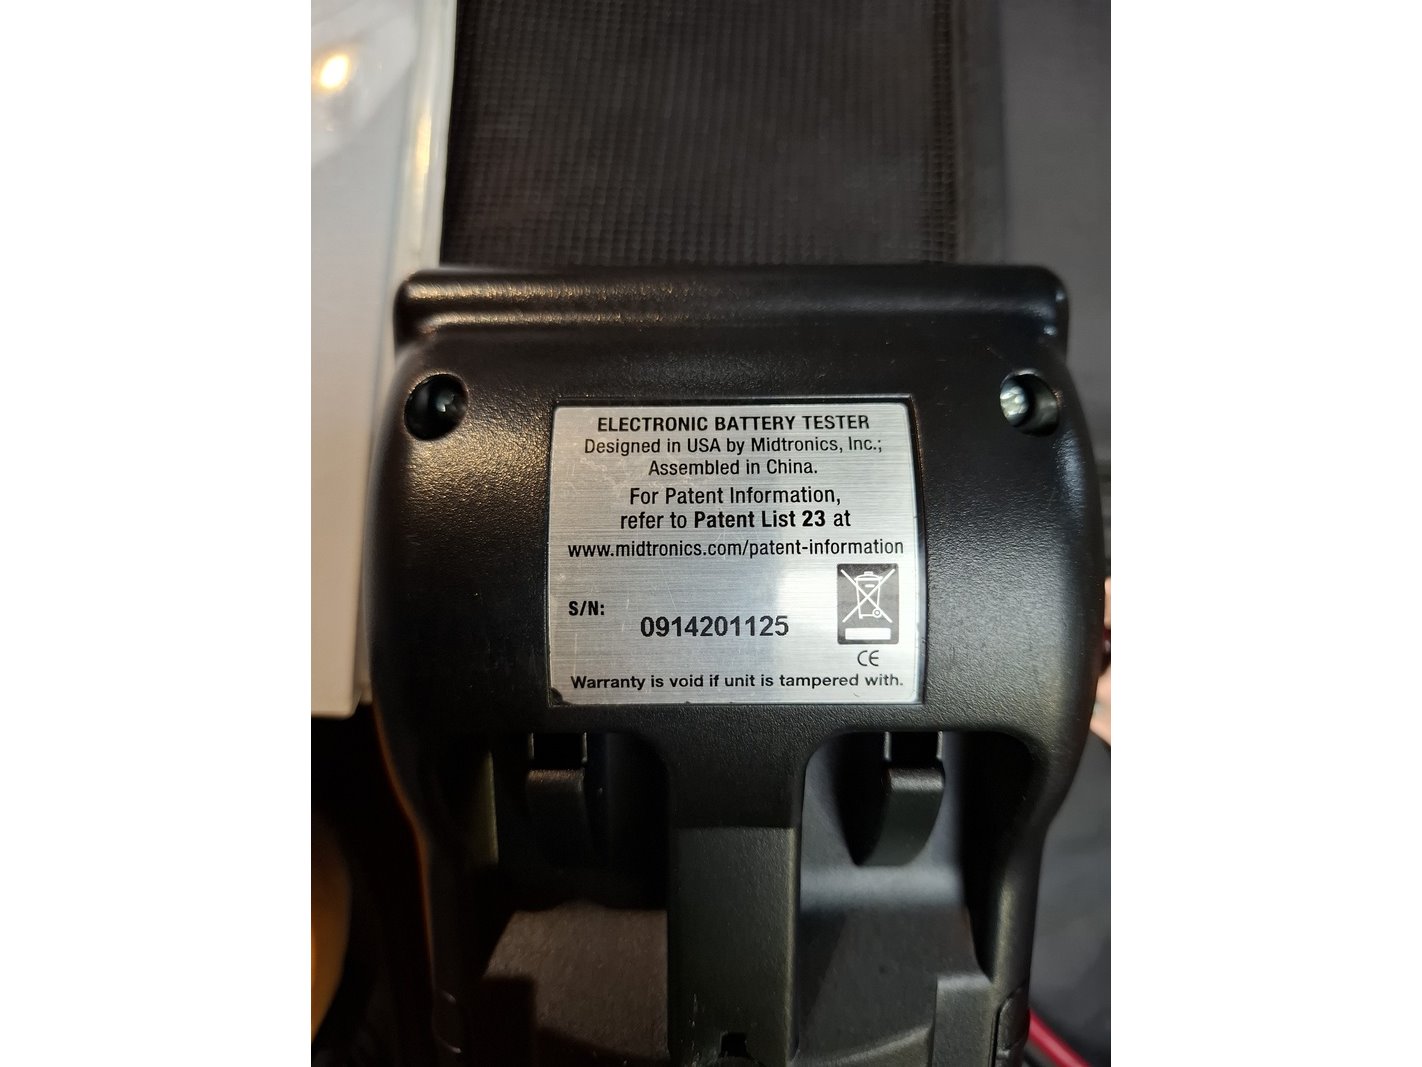 ELECTRONIC BATTERY TESTER
Designed in USA by Midtronics, Inc.;
Assembled in China.
For Patent Information,
refer to Patent List 23 at
www.midtronics.com/patent-information
S/N:
0914201125
CE
Warranty is void if unit is tampered with.